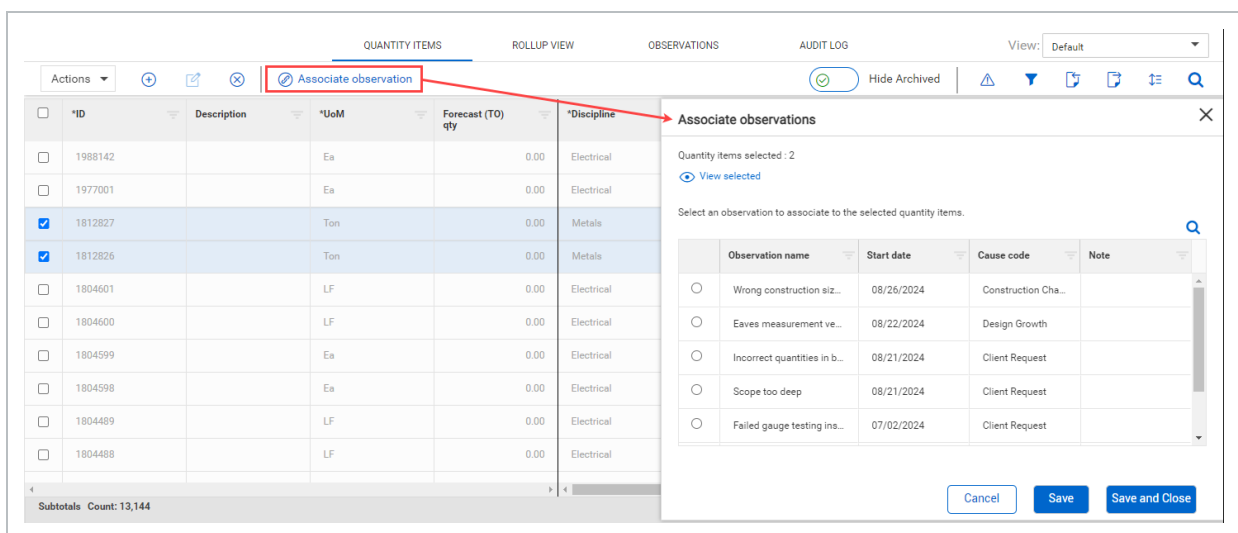 QUANTITY ITEMS ROLLUP VIEW OBSERVATIONS AUDIT LOG View: Default
Actions Associate observation Hide Archived
*ID Description *UoM Forecast (TO) qty *Discipline
1988142 Ea 0.00 Electrical
1977001 Ea 0.00 Electrical
1812827 Ton 0.00 Metals
1812826 Ton 0.00 Metals
1804601 LF 0.00 Electrical
1804600 LF 0.00 Electrical
1804599 Ea 0.00 Electrical
1804598 Ea 0.00 Electrical
1804489 LF 0.00 Electrical
1804488 LF 0.00 Electrical
Subtotals Count: 13,144
Associate observations
Quantity items selected : 2
View selected
Select an observation to associate to the selected quantity items.
Observation name Start date Cause code Note
Wrong construction siz... 08/26/2024 Construction Cha...
Eaves measurement ve... 08/22/2024 Design Growth
Incorrect quantities in b... 08/21/2024 Client Request
Scope too deep 08/21/2024 Client Request
Failed gauge testing ins... 07/02/2024 Client Request
Cancel Save Save and Close